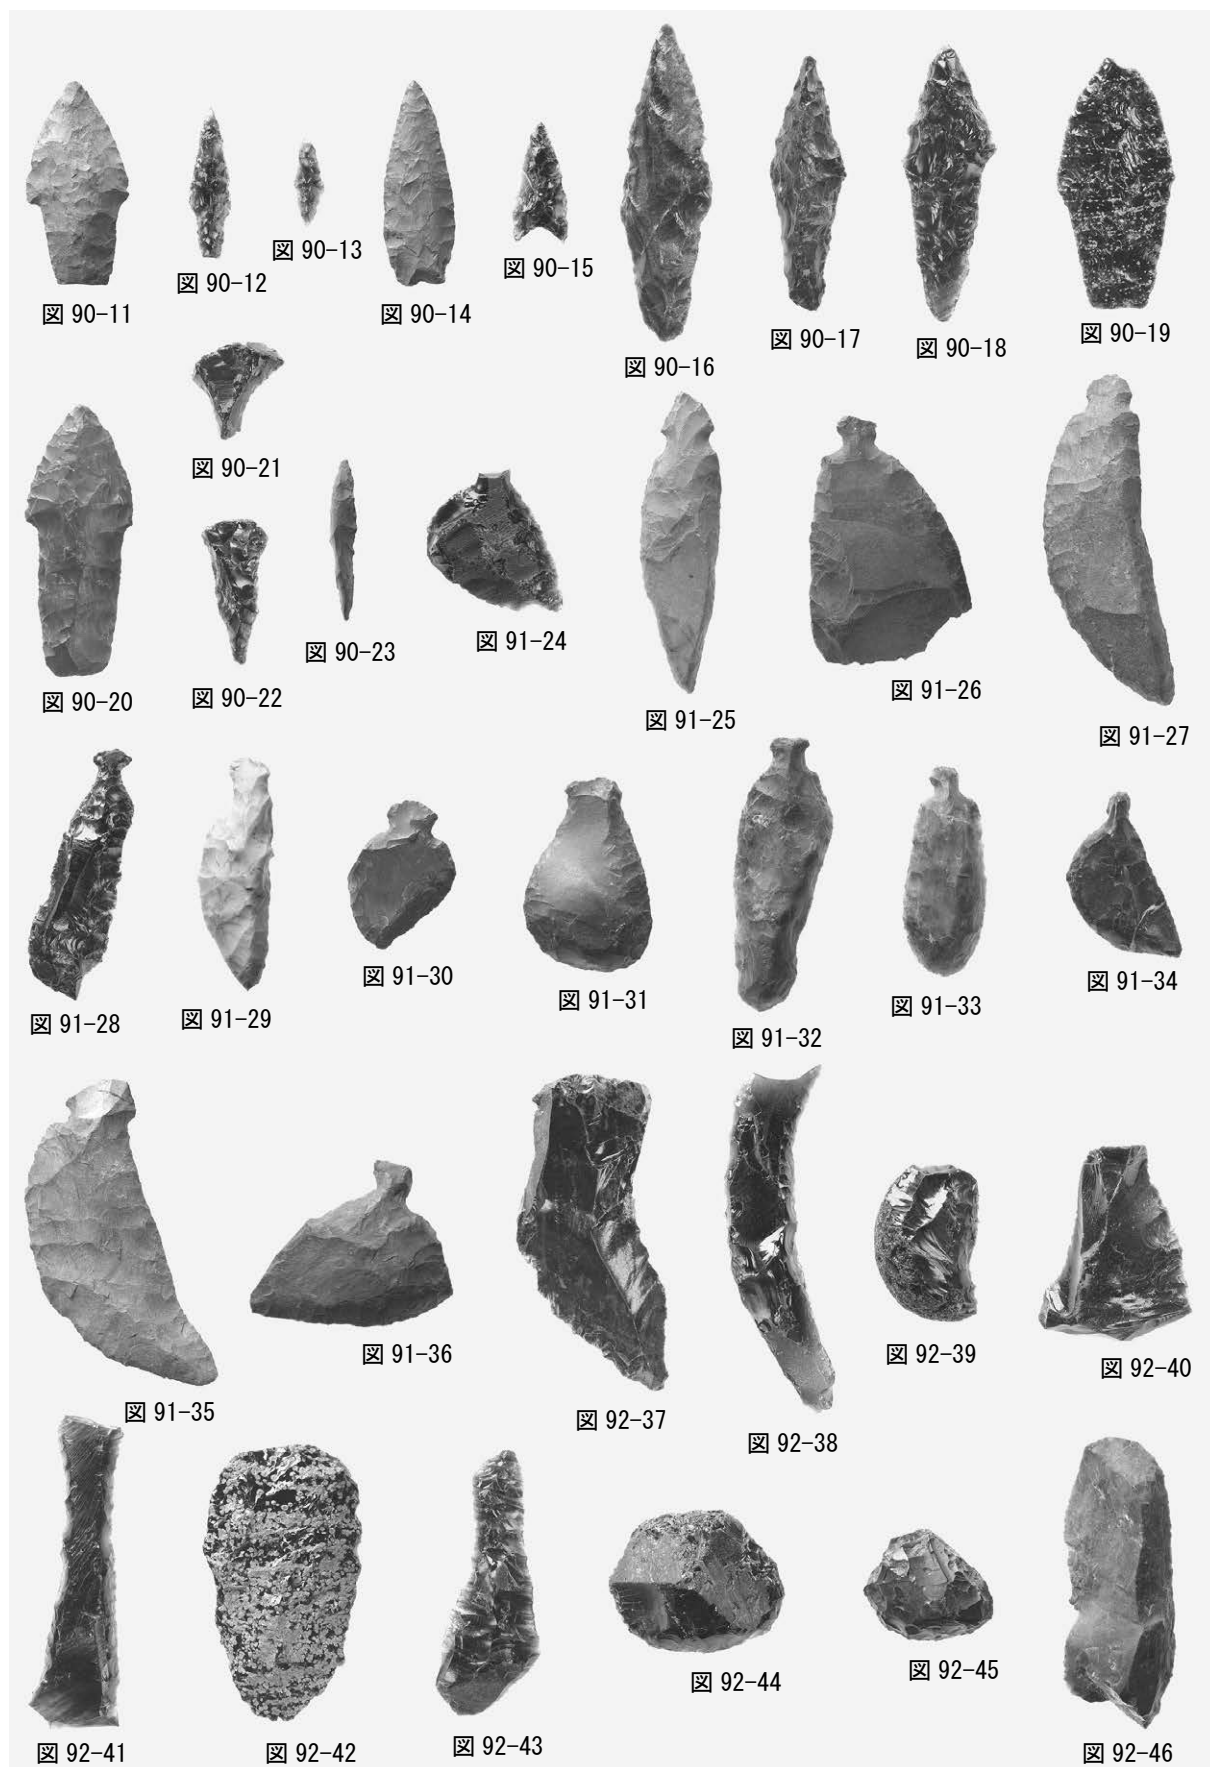 図 90-11
図 90-12
図 90-13
図 90-14
図 90-15
図 90-16
図 90-17
図 90-18
図 90-19
図 90-20
図 90-21
図 90-22
図 90-23
図 91-24
図 91-25
図 91-26
図 91-27
図 91-28
図 91-29
図 91-30
図 91-31
図 91-32
図 91-33
図 91-34
図 91-35
図 91-36
図 92-37
図 92-38
図 92-39
図 92-40
図 92-41
図 92-42
図 92-43
図 92-44
図 92-45
図 92-46